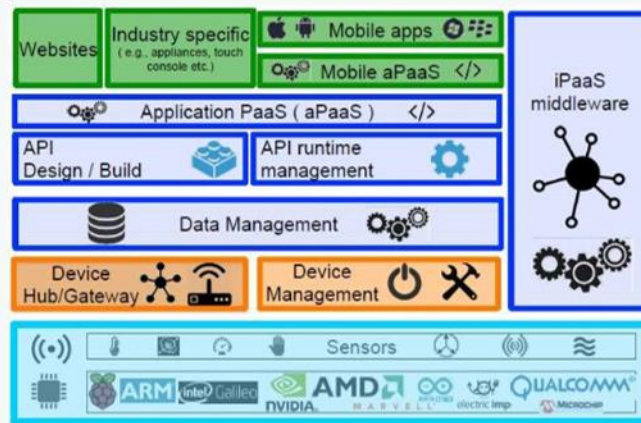 Websites
Industry specific
( e.g., appliances, touch
console etc.)
Mobile apps
Mobile aPaaS </>
Application PaaS ( aPaaS ) </>
API
Design / Build
API runtime
management
Data Management
Device
Hub/Gateway
Device
Management
iPaaS
middleware
Sensors
ARM
intel Galileo
NVIDIA.
AMD
MARVELL
electric imp
QUALCOMM
MICROCHIP